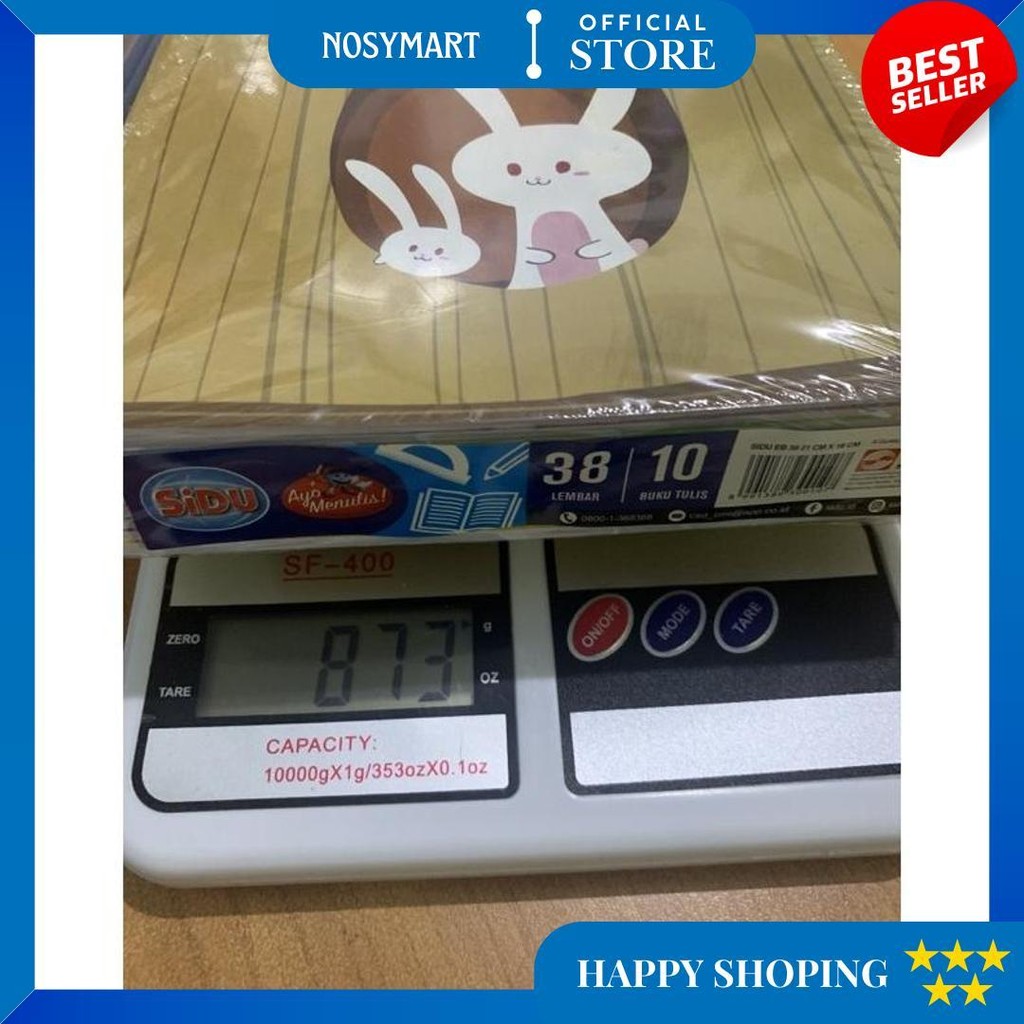 NOSYMART
OFFICIAL
STORE
BEST
SELLER
SiDU
Ayo
Menulis!
38
LEMBAR
10
BUKU TULIS
SF-400
ZERO
TARE
873
g
OZ
ON/OFF
MODE
TARE
CAPACITY:
10000gX1g/353ozX0.1oz
HAPPY SHOPING